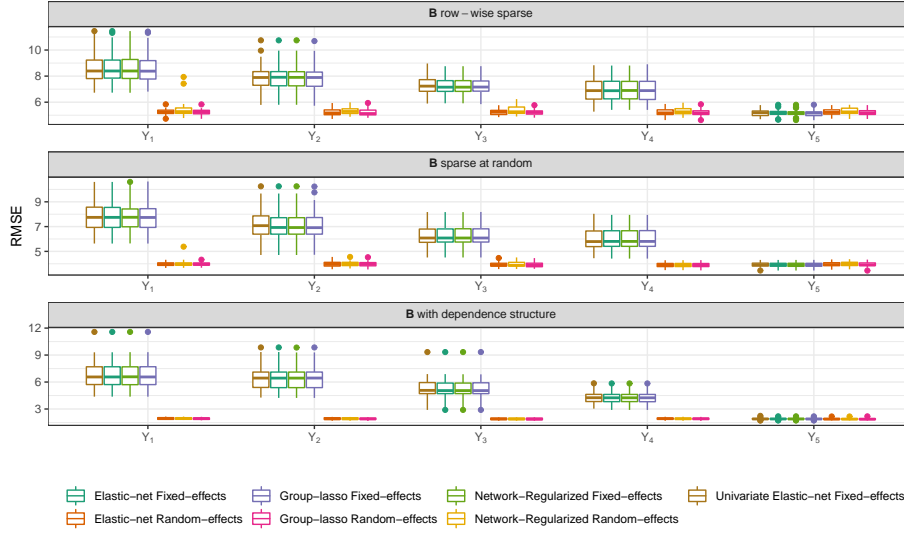 B row−wise sparse
10
8
6
Y1 Y2 Y3 Y4 Y5
B sparse at random
9
7
5
Y1 Y2 Y3 Y4 Y5
RMSE
B with dependence structure
12
9
6
3
Y1 Y2 Y3 Y4 Y5
Elastic−net Fixed−effects Group−lasso Fixed−effects Network−Regularized Fixed−effects Univariate Elastic−net Fixed−effects
Elastic−net Random−effects Group−lasso Random−effects Network−Regularized Random−effects